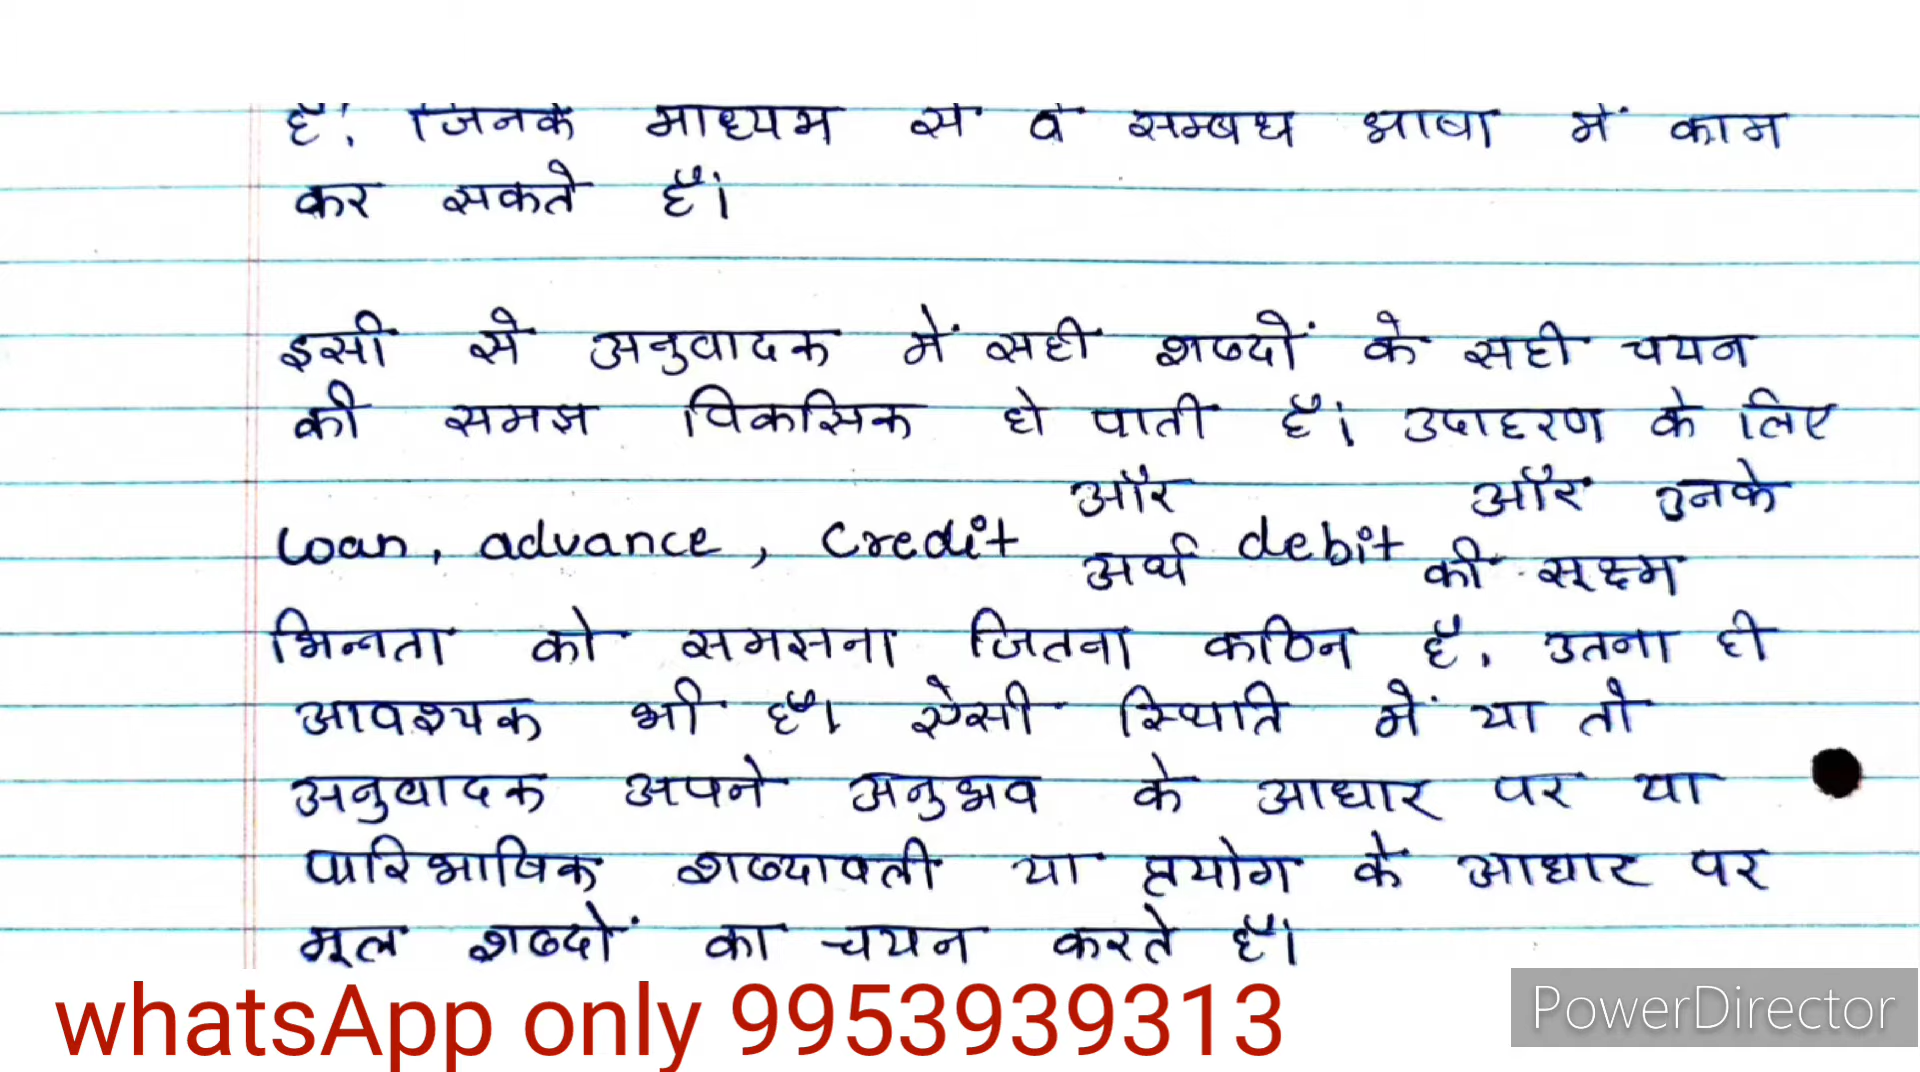 हैं, जिनके माध्यम से वे सम्बध भाषा में काम
कर सकते हैं।
इसी से अनुवादक में सही शब्दों के सही चयन
की समझ विकसिक हो पाती हैं। उदाहरण के लिए
loan, advance, credit और debit और उनके
अर्थ की सूक्ष्म
भिन्नता को समझना जितना कठिन है, उतना ही
आवश्यक भी हैं। ऐसी स्थिति में या तो
अनुवादक अपने अनुभव के आधार पर या
पारिभाषिक शब्दावली या प्रयोग के आधार पर
मूल शब्दों का चयन करते हैं।
whatsApp only 9953939313
PowerDirector